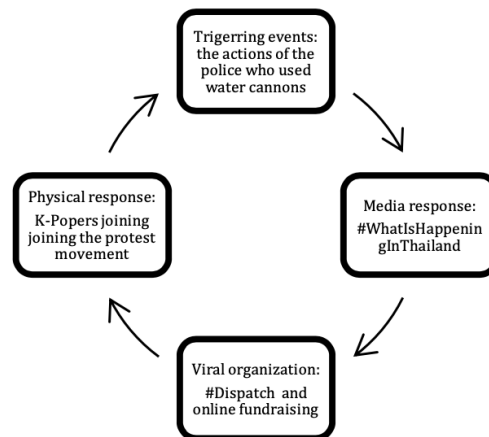 Trigerring events:
the actions of the
police who used
water cannons
Media response:
#WhatIsHappenin
gInThailand
Viral organization:
#Dispatch and
online fundraising
Physical response:
K-Popers joining
joining the protest
movement